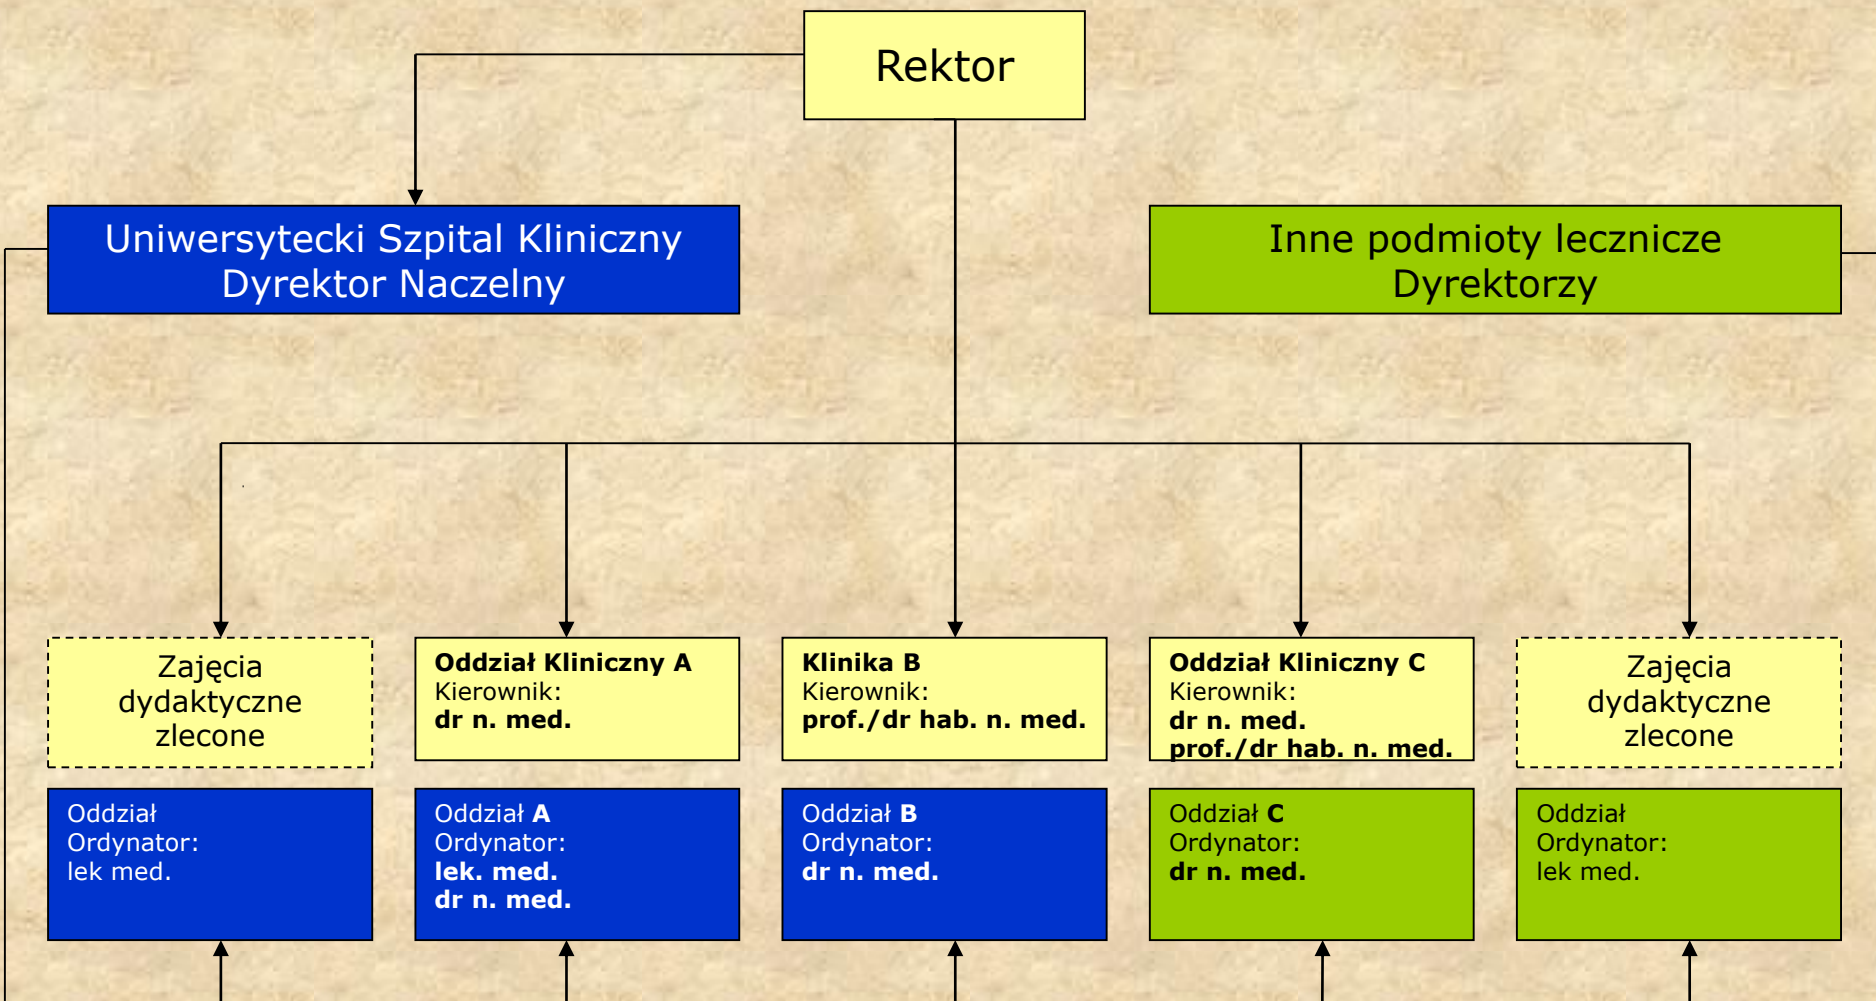 Rektor
Uniwersytecki Szpital Kliniczny
Dyrektor Naczelny
Inne podmioty lecznicze
Dyrektorzy
Zajęcia
dydaktyczne
zlecone
Oddział Kliniczny A
Kierownik:
dr n. med.
Klinika B
Kierownik:
prof./dr hab. n. med.
Oddział Kliniczny C
Kierownik:
dr n. med.
prof./dr hab. n. med.
Zajęcia
dydaktyczne
zlecone
Oddział
Ordynator:
lek med.
Oddział A
Ordynator:
lek. med.
dr n. med.
Oddział B
Ordynator:
dr n. med.
Oddział C
Ordynator:
dr n. med.
Oddział
Ordynator:
lek med.